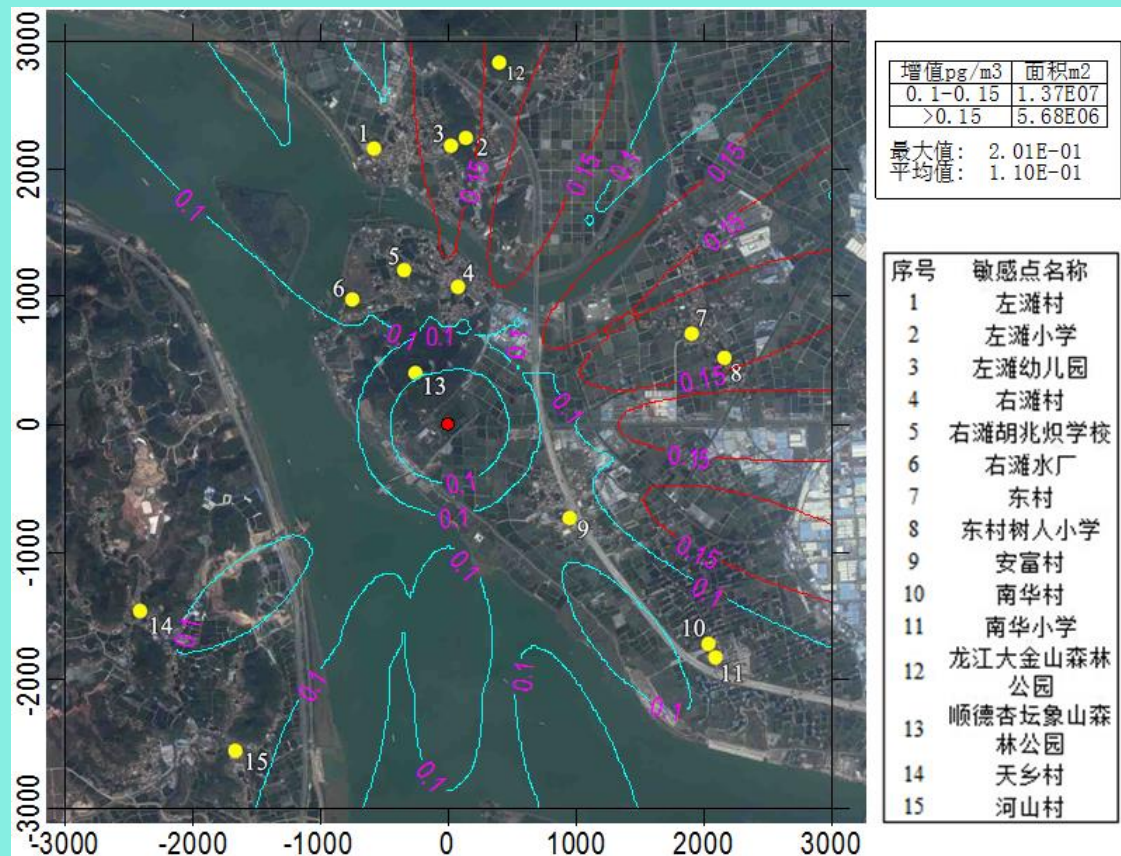 3000
2000
1000
0
-1000
-2000
-3000
-3000
-2000
-1000
0
1000
2000
3000
12
1
3
2
5
4
6
7
8
13
9
10
11
14
15
0.1
0.15
0.15
0.1
0.15
0.15
0.1
0.1
0.1
0.15
0.1
0.15
0.1
0.1
0.15
0.1
0.1
0.1
0.1
0.1
0.1
0.1
增值pg/m3 面积m2
0.1-0.15 1.37E07
>0.15 5.68E06
最大值: 2.01E-01
平均值: 1.10E-01
序号 敏感点名称
1 左滩村
2 左滩小学
3 左滩幼儿园
4 右滩村
5 右滩胡兆炽学校
6 右滩水厂
7 东村
8 东村树人小学
9 安富村
10 南华村
11 南华小学
12 龙江大金山森林
公园
13 顺德杏坛象山森
林公园
14 天乡村
15 河山村